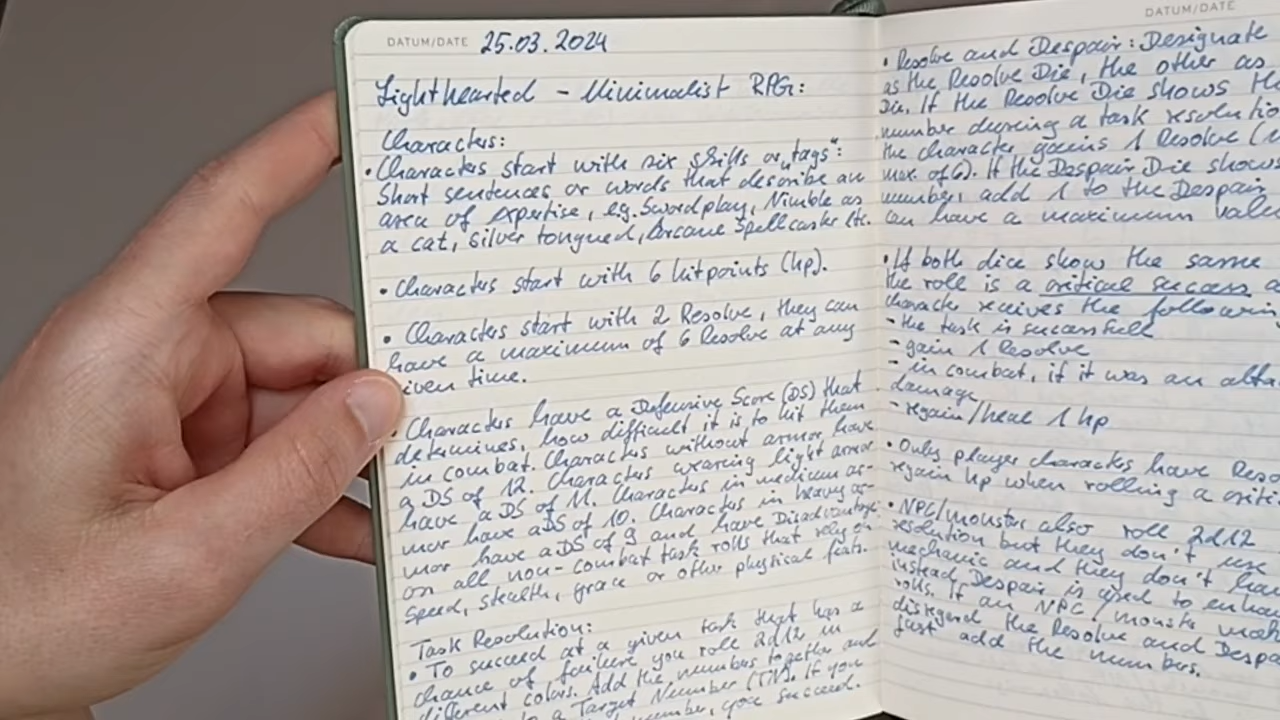 DATUM/DATE 25.03.2024
Lighthearted - Minimalist RPG:
Characters:
• Characters start with six skills or „tags":
Short sentences or words that describe an
area of expertise, eg. Swordplay, Nimble as
a cat, silver tongued, Arcane Spellcaster etc.
• Characters start with 6 hitpoints (hp).
• Characters start with 2 Resolve, they can
have a maximum of 6 Resolve at any
given time.
• Characters have a Defensive Score (DS) that
determines, how difficult it is to hit them
in combat. Characters without armor have
a DS of 12. Characters wearing light armor
have a DS of 11. Characters in medium ar-
mor have a DS of 10. Characters in heavy ar-
mor have a DS of 9 and have Disadvantage
on all non-combat task rolls that rely on
speed, stealth, grace or other physical feats.
Task Resolution:
• To succeed at a given task that has a
chance of failure you roll 2d12 in
different colors. Add the numbers together and
to a Target Number (TN). If you
number, you succeed.
DATUM/DATE
• Resolve and Despair: Designate
as the Resolve Die, the other as
Die. If the Resolve Die shows the
number during a task resolution
the character gains 1 Resolve
max. of 6). If the Despair Die shows
numbers add 1 to the Despair
can have a maximum value
• If both dice show the same
the roll is a critical success a
character receives the following
- the task is successfull
- gain 1 Resolve
- in combat, if it was an atta
damage
- regain/heal 1 hp
• Only player characters have Reso
regain hp when rolling a criti
• NPC/monster also roll 2d12
resolution but they don't use
mechanic and they don't have
instead, Despair is used to enha
rolls. If an NPC/monster
disregard the Resolve and Despa
just add the numbers.